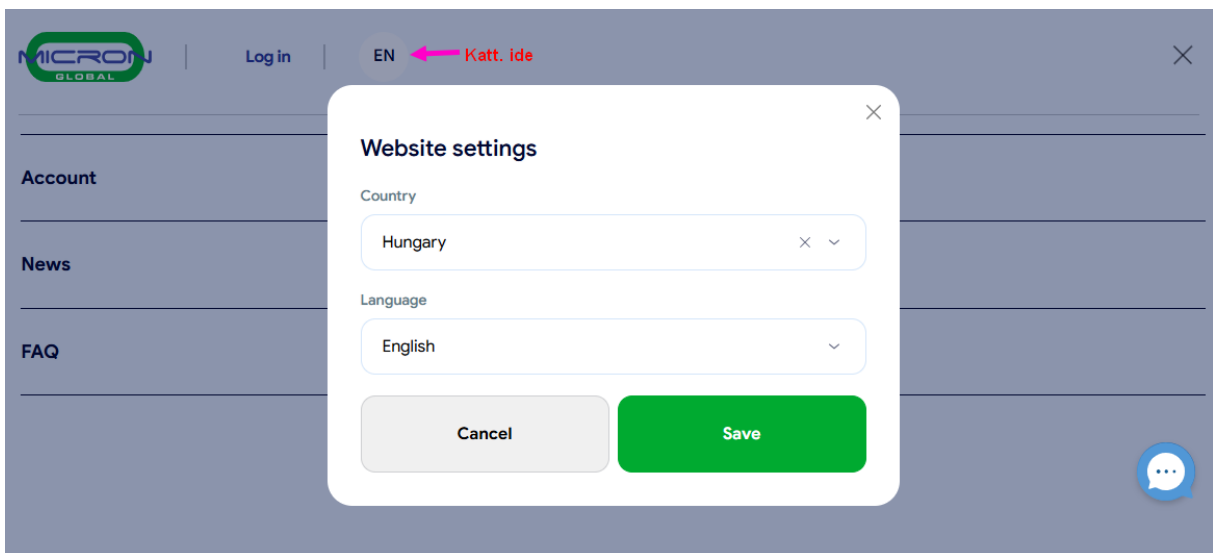 MICRON
GLOBAL
Log in
EN
Katt. ide
Website settings
Country
Hungary
Language
English
Cancel
Save
Account
News
FAQ